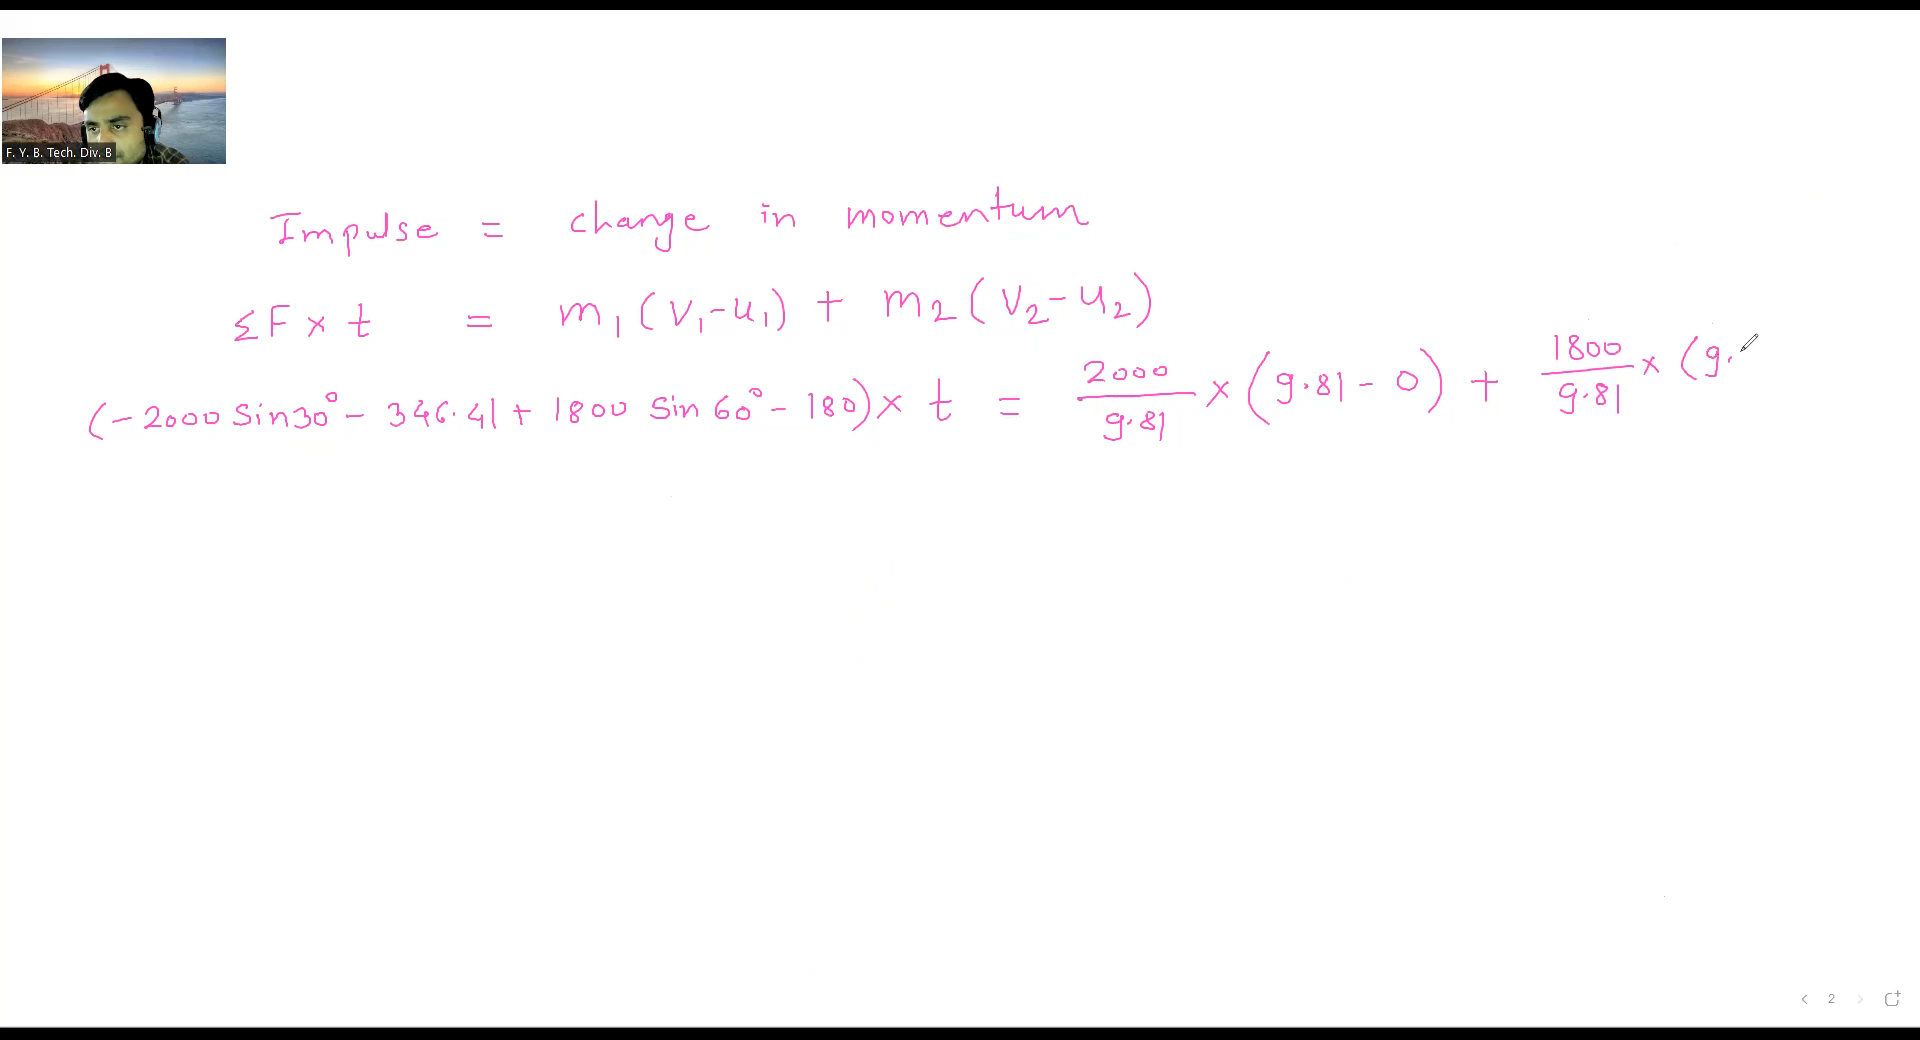 F. Y. B. Tech. Div. B
Impulse = change in momentum
ΣF × t = m₁(v₁-u₁) + m₂(v₂-u₂)
(-2000 Sin30° - 346.41 + 1800 Sin 60° - 180) × t = 2000/9.81 × (9.81 - 0) + 1800/9.81 × (9.
< 2 >